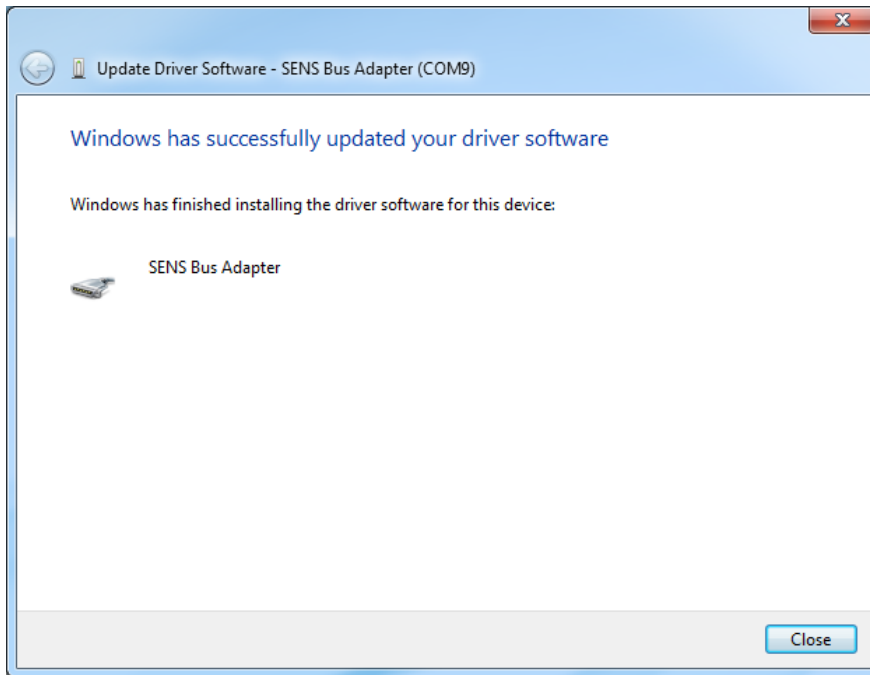 Update Driver Software - SENS Bus Adapter (COM9)
Windows has successfully updated your driver software
Windows has finished installing the driver software for this device:
SENS Bus Adapter
Close